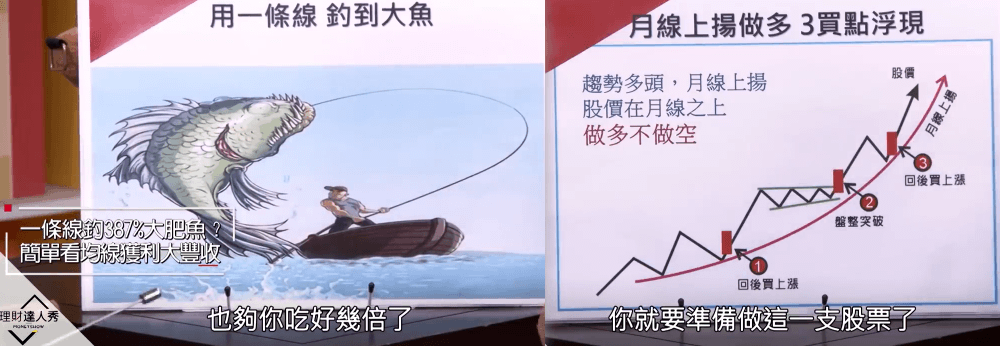 用一條線 釣到大魚
一條線釣387%大肥魚?
簡單看均線獲利大豐收
理財達人秀
MONEYSHOW
也夠你吃好幾倍了
月線上揚做多 3買點浮現
趨勢多頭，月線上揚
股價在月線之上
做多不做空
股價
月線上揚
3
回後買上漲
2
盤整突破
1
回後買上漲
你就要準備做這一支股票了